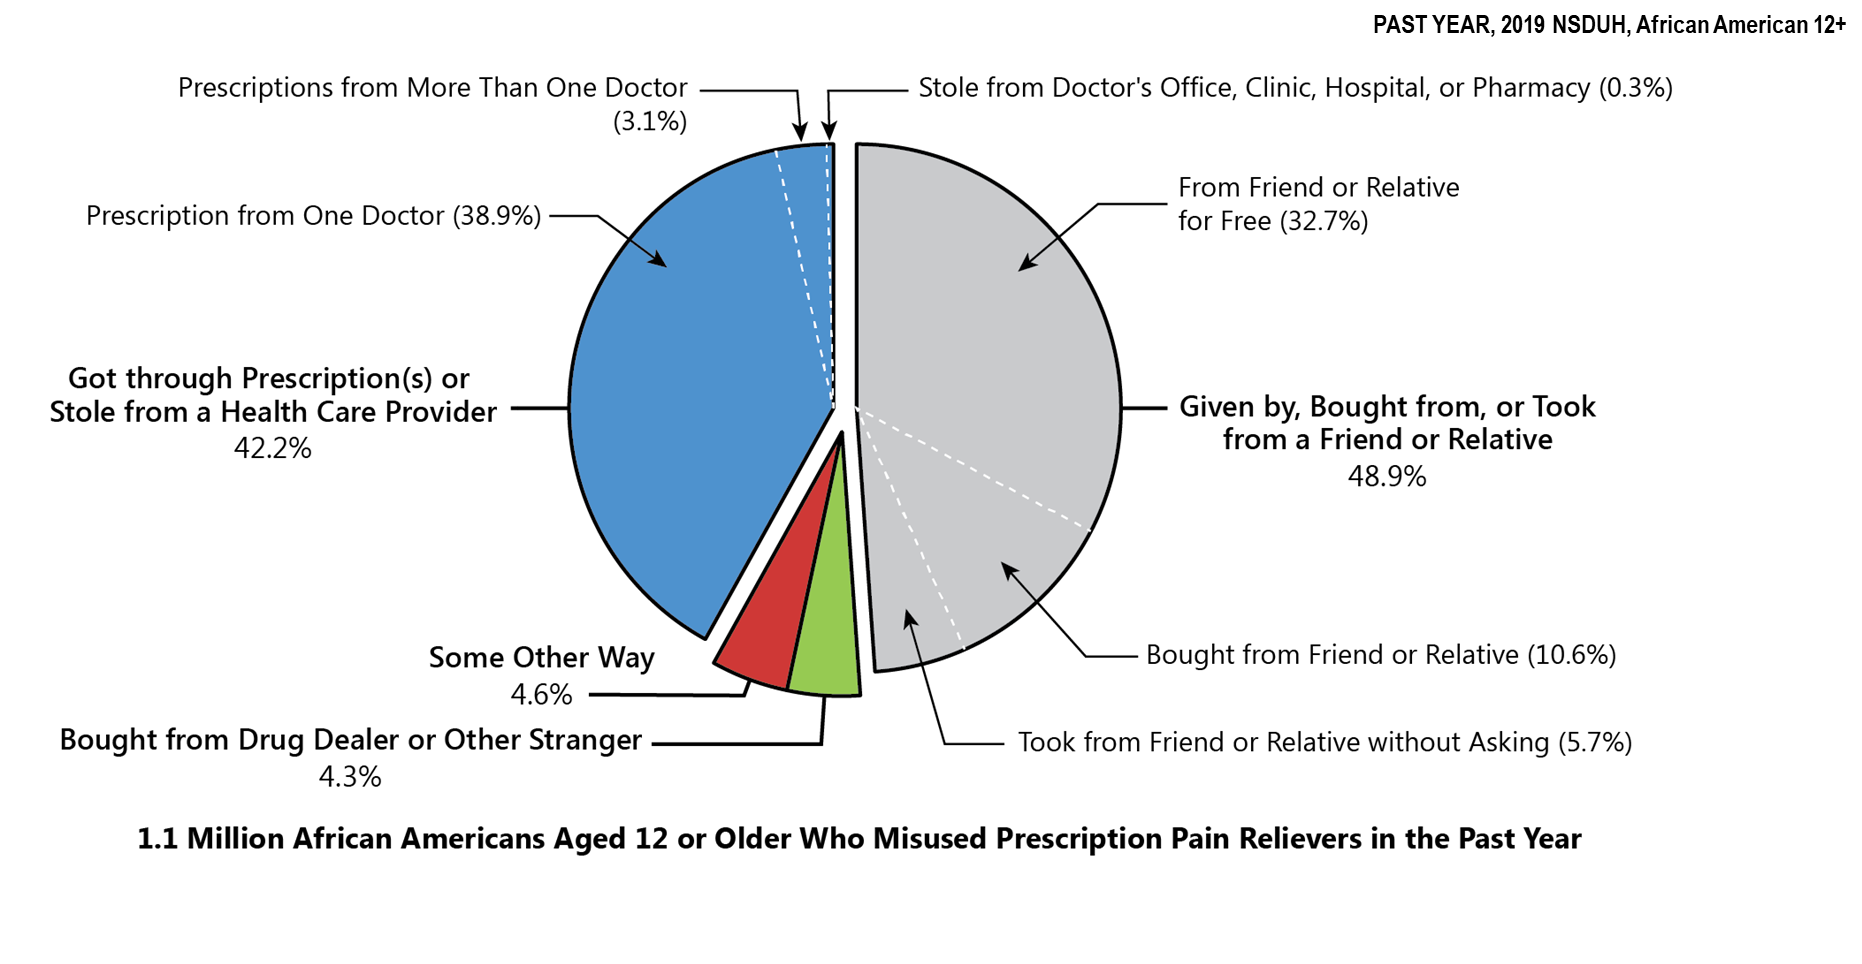 PAST YEAR, 2019 NSDUH, African American 12+
Prescriptions from More Than One Doctor
(3.1%)
Stole from Doctor's Office, Clinic, Hospital, or Pharmacy (0.3%)
Prescription from One Doctor (38.9%)
From Friend or Relative
for Free (32.7%)
Got through Prescription(s) or
Stole from a Health Care Provider
42.2%
Given by, Bought from, or Took
from a Friend or Relative
48.9%
Some Other Way
4.6%
Bought from Friend or Relative (10.6%)
Bought from Drug Dealer or Other Stranger
4.3%
Took from Friend or Relative without Asking (5.7%)
1.1 Million African Americans Aged 12 or Older Who Misused Prescription Pain Relievers in the Past Year